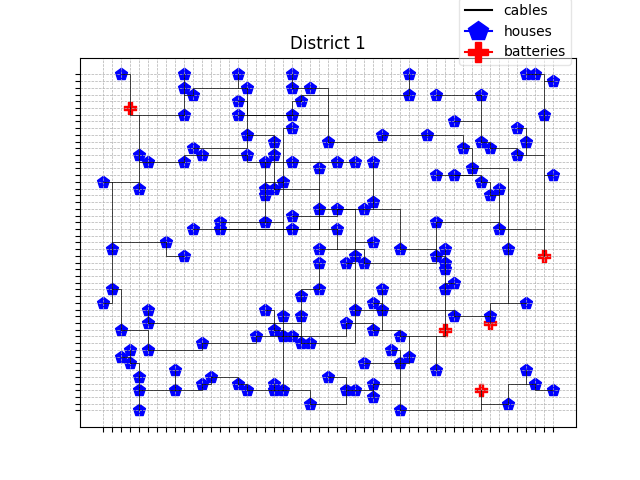 cables
houses
batteries
District 1